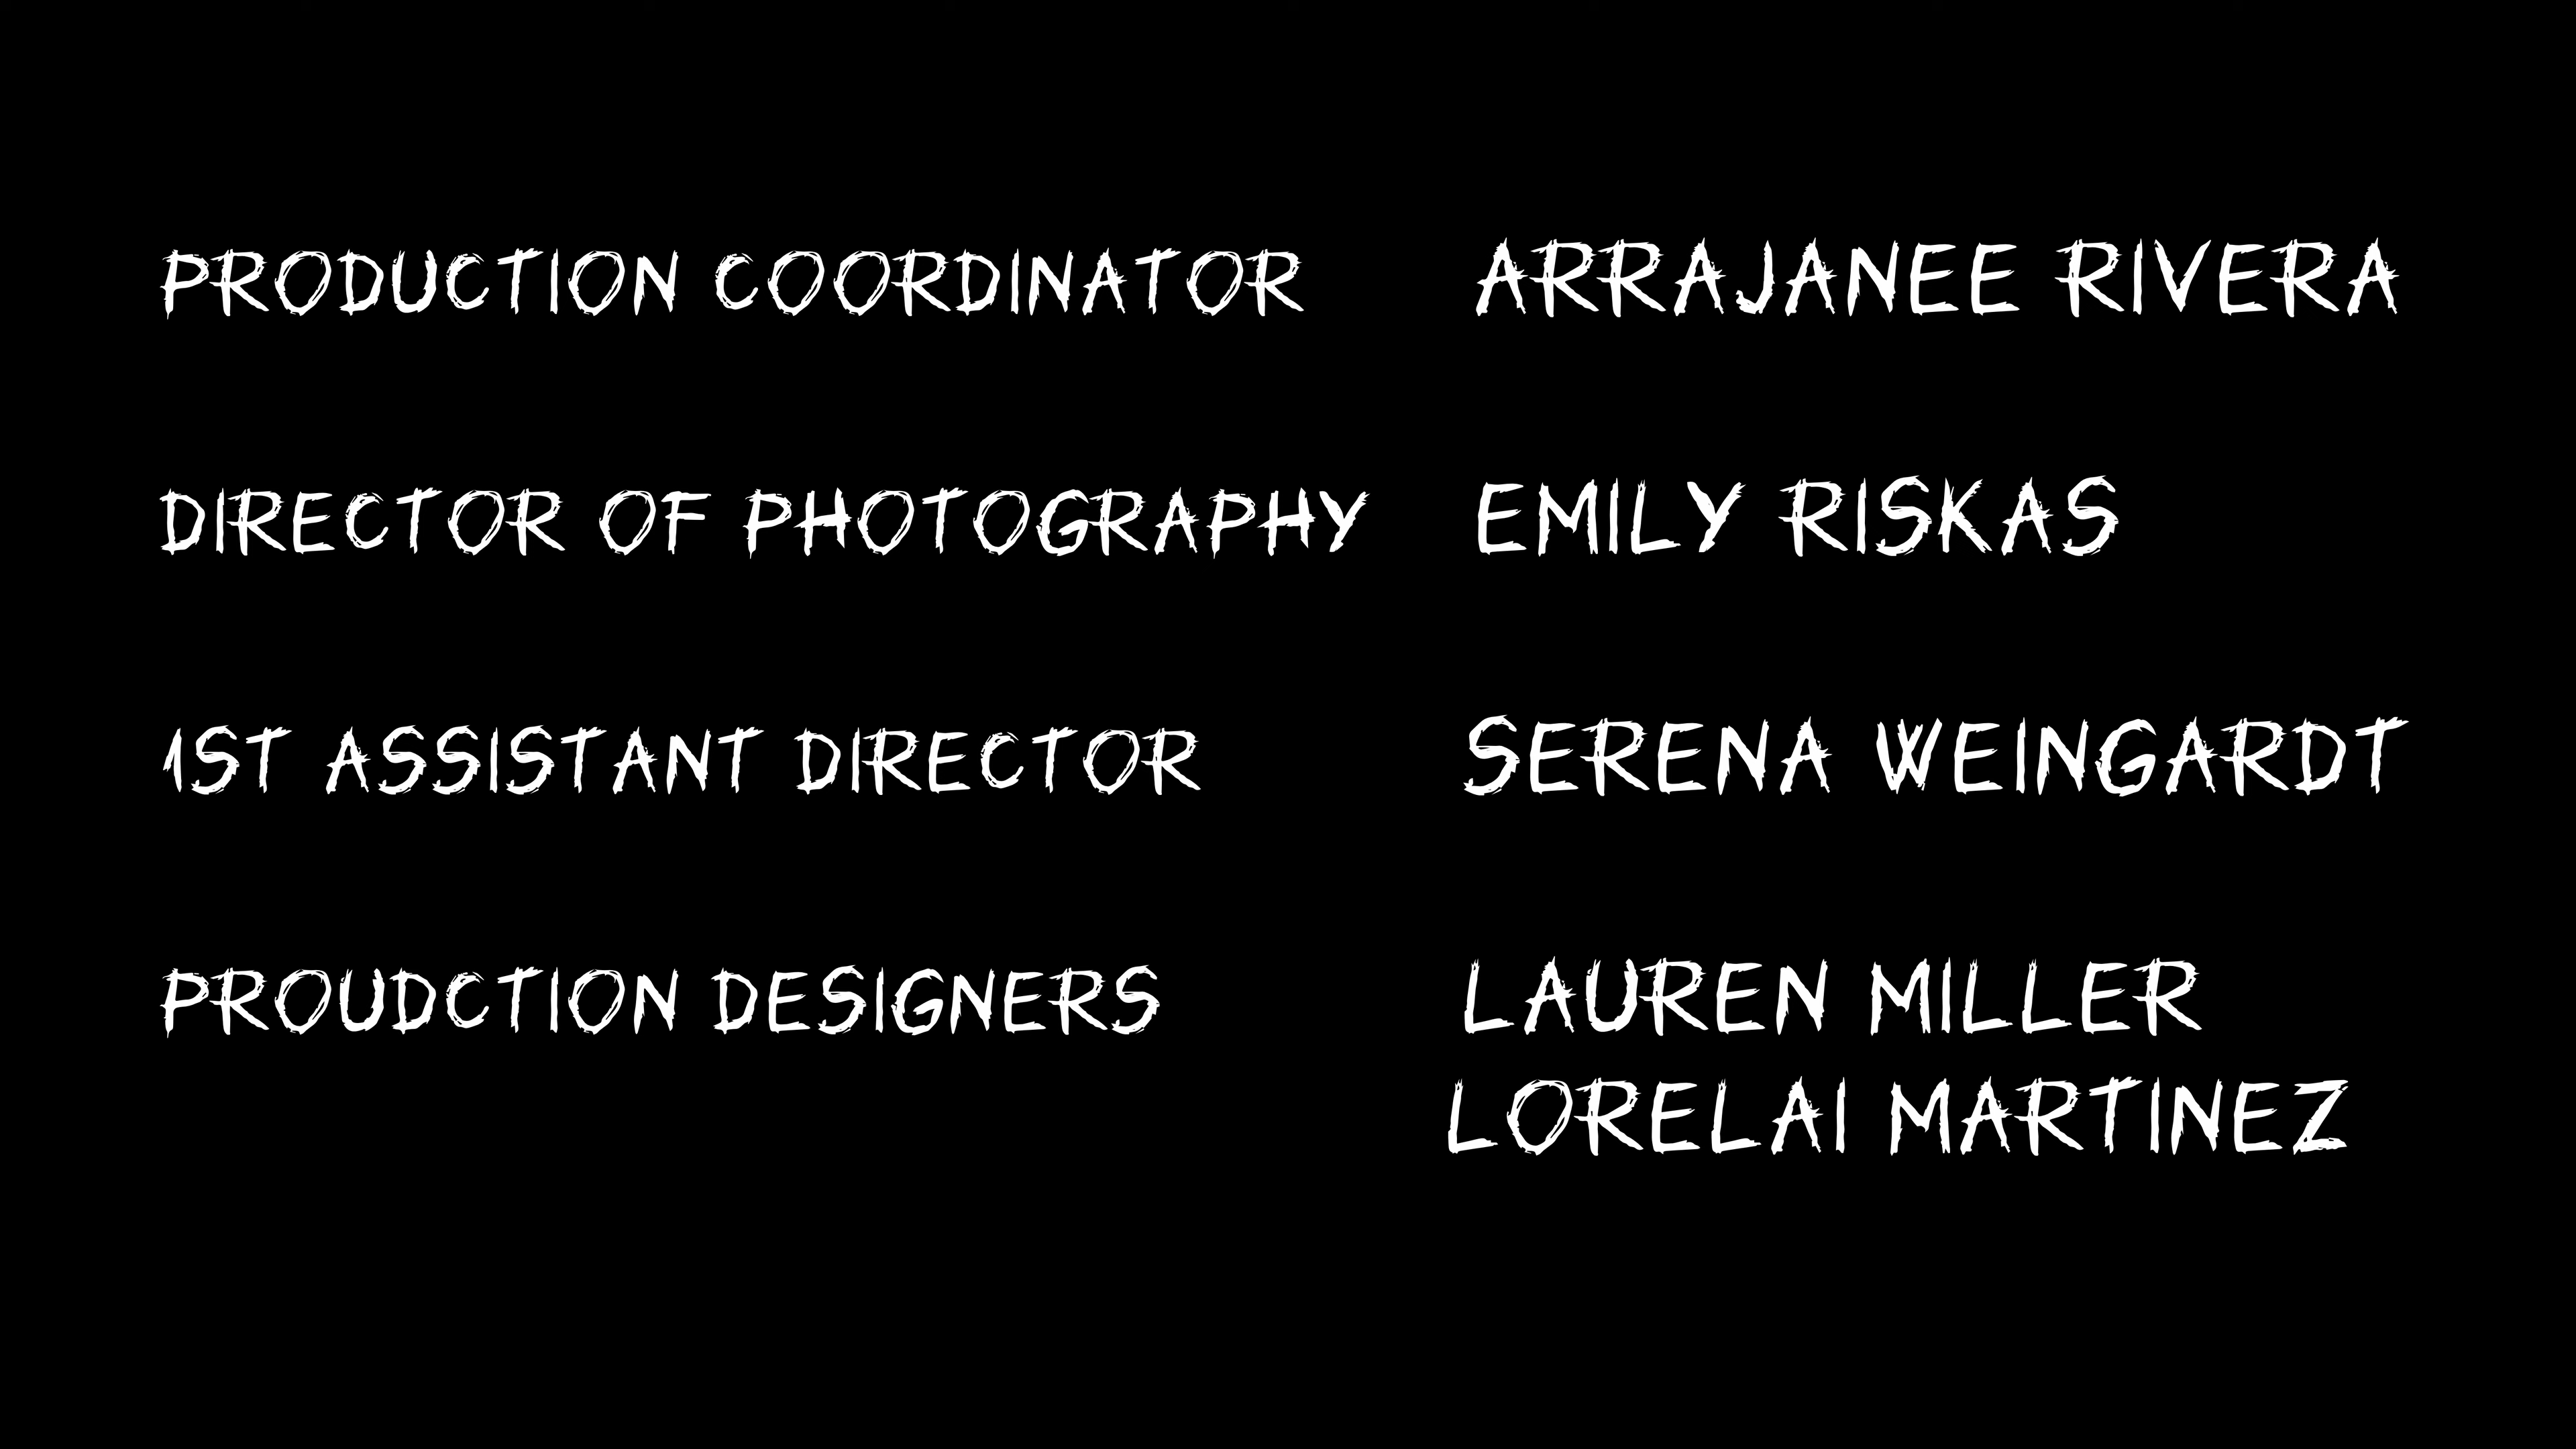 PRODUCTION COORDINATOR ARRAJANEE RIVERA
DIRECTOR OF PHOTOGRAPHY EMILY RISKAS
1ST ASSISTANT DIRECTOR SERENA WEINGARDT
PROUDCTION DESIGNERS LAUREN MILLER
LORELAI MARTINEZ